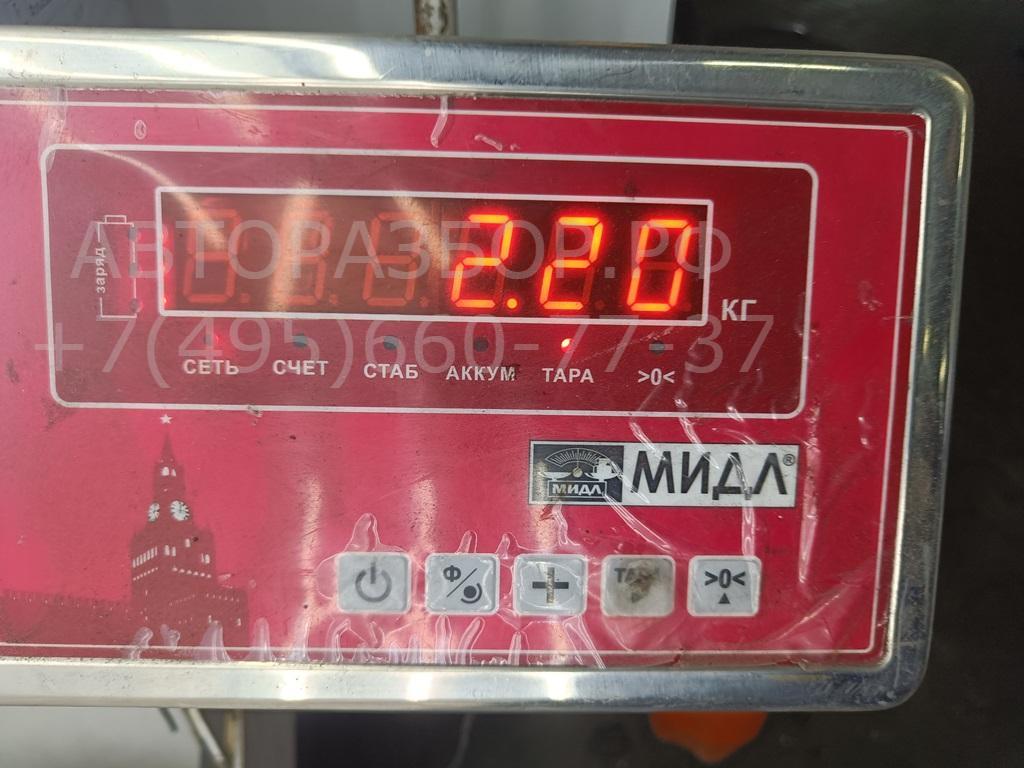 АВТОРАЗБОР.РФ
2.20
КГ
заряд
+7(495)660-77-37
СЕТЬ СЧЕТ СТАБ АККУМ ТАРА >0<
МИДЛ МИДЛ®
Ф >0<